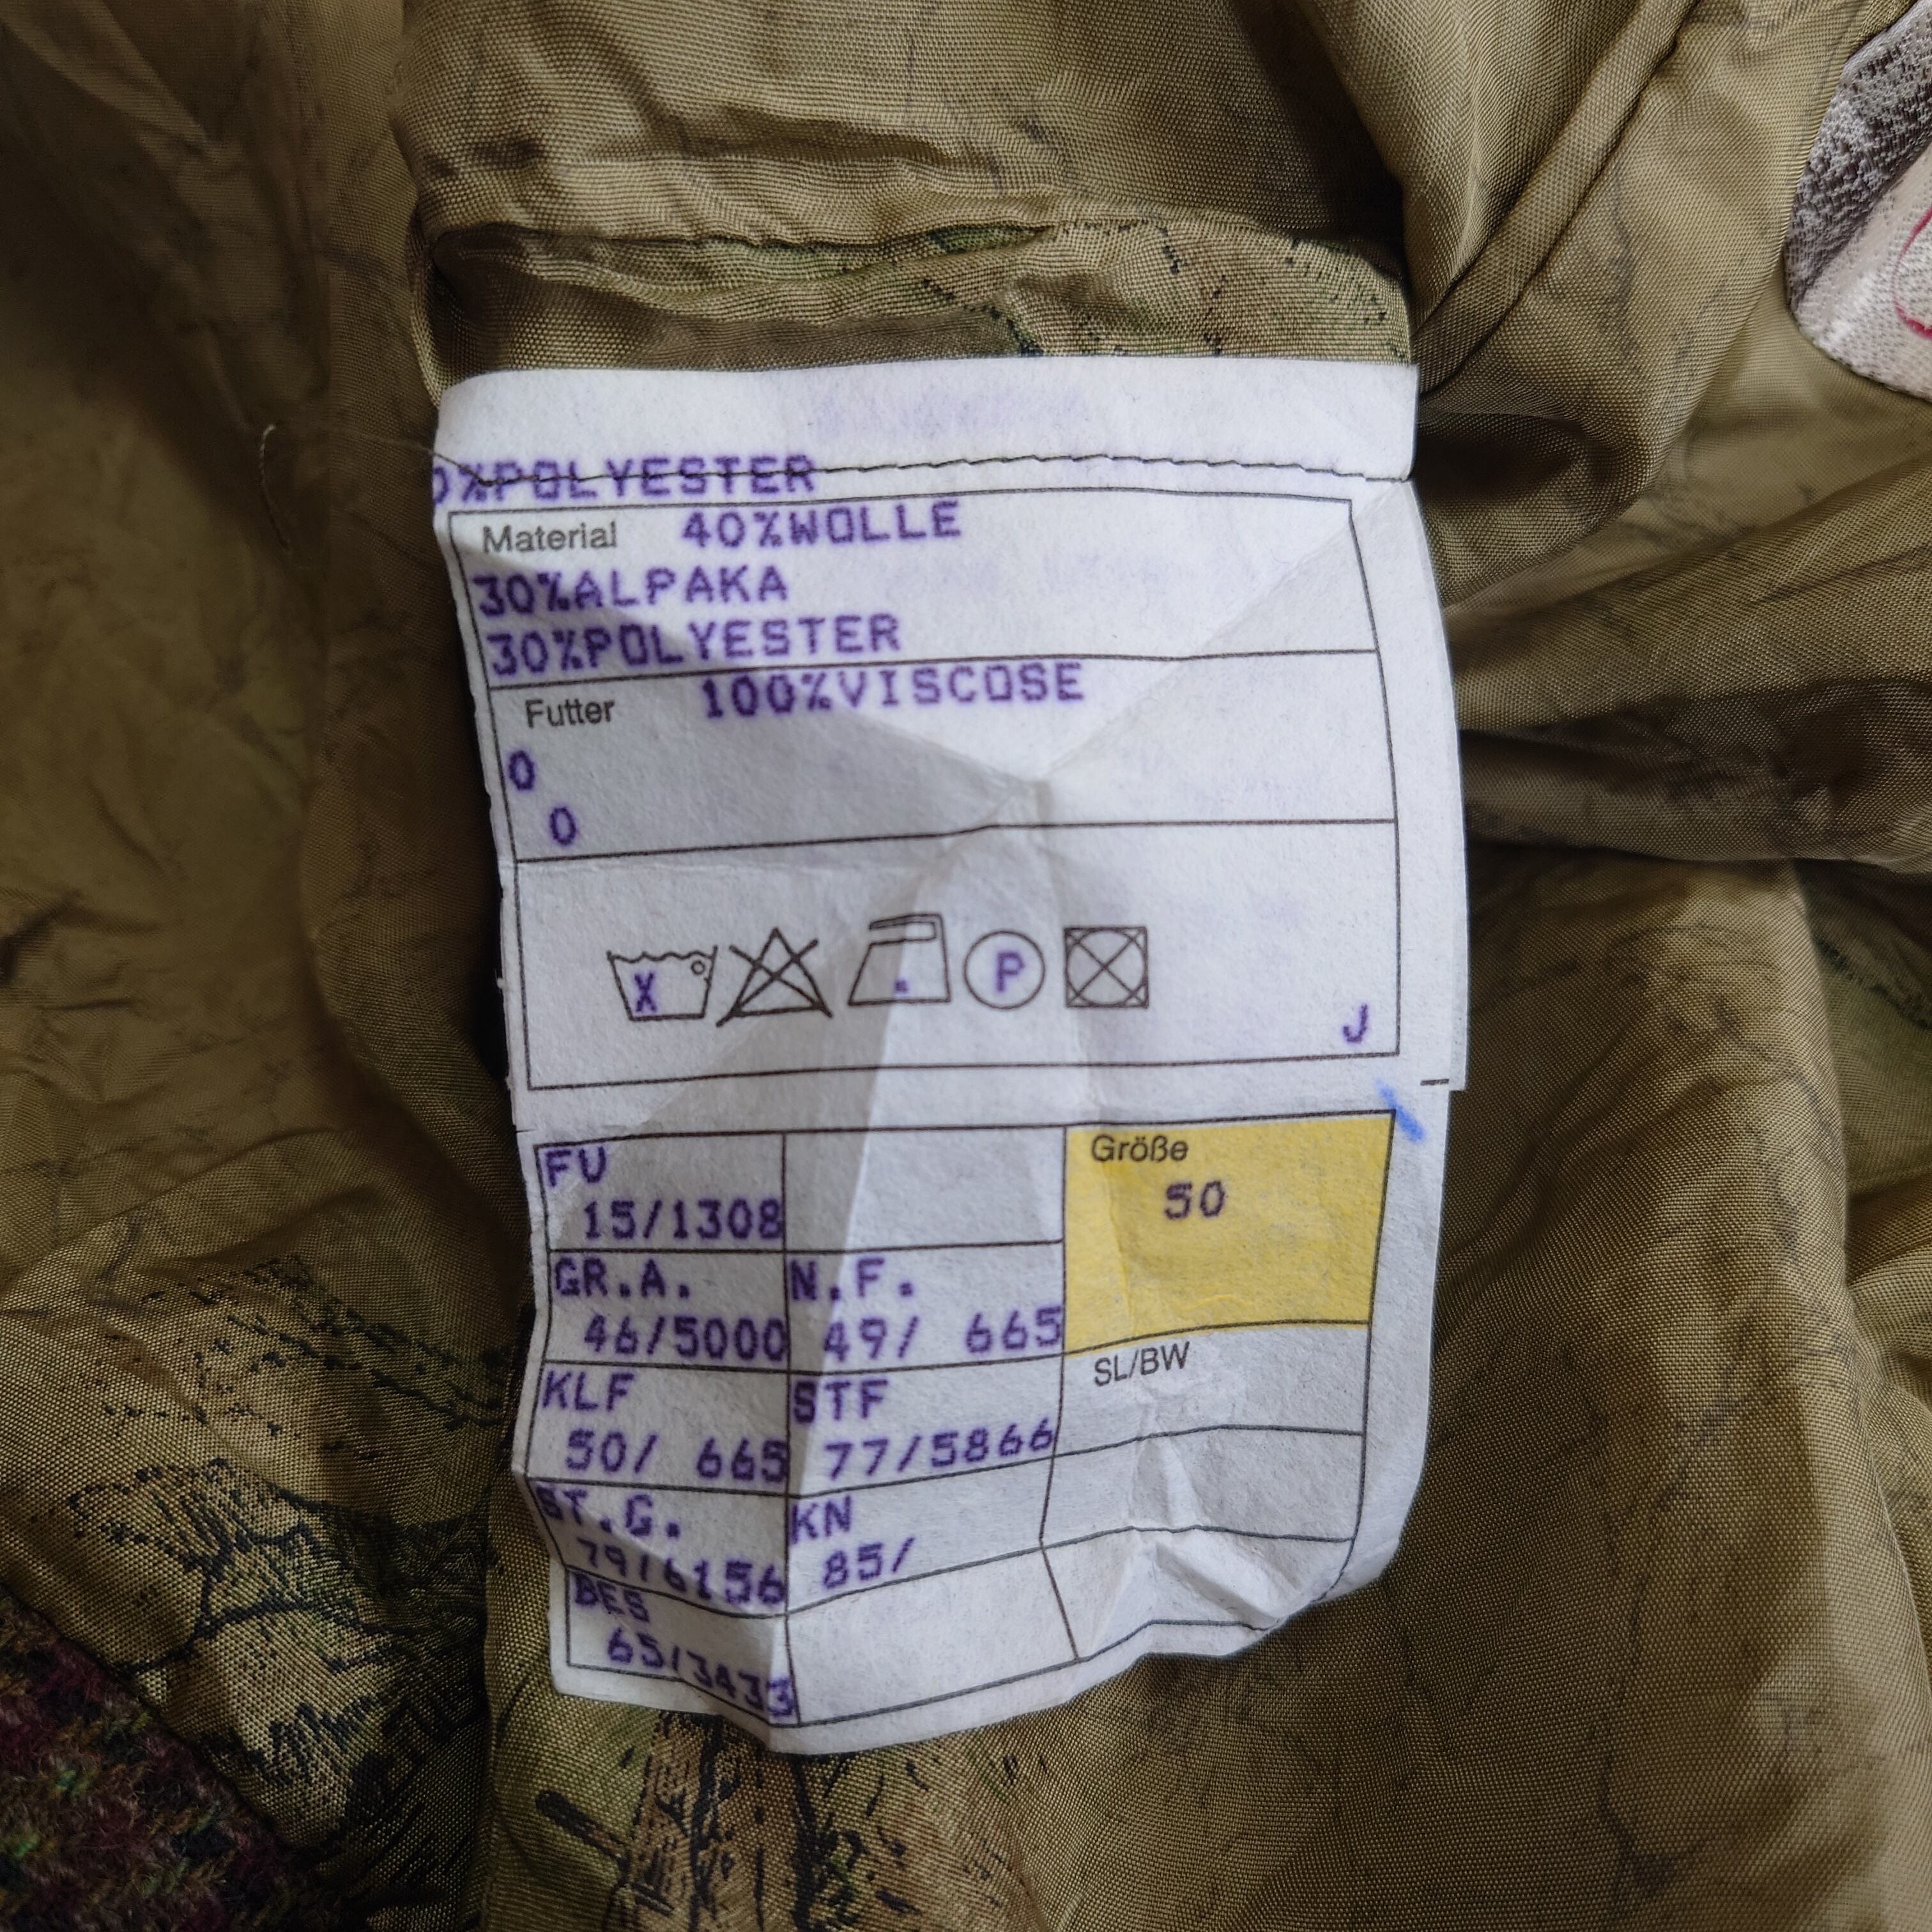 0%POLYESTER
Material 40%WOLLE
30%ALPAKA
30%POLYESTER
Futter 100%VISCOSE
0
0
X P
J
FU
15/1308
Größe
50
GR.A. N.F.
46/5000 49/ 665
SL/BW
KLF STF
50/ 665 77/5866
ST.G. KN
79/6156 85/
BES
65/3433